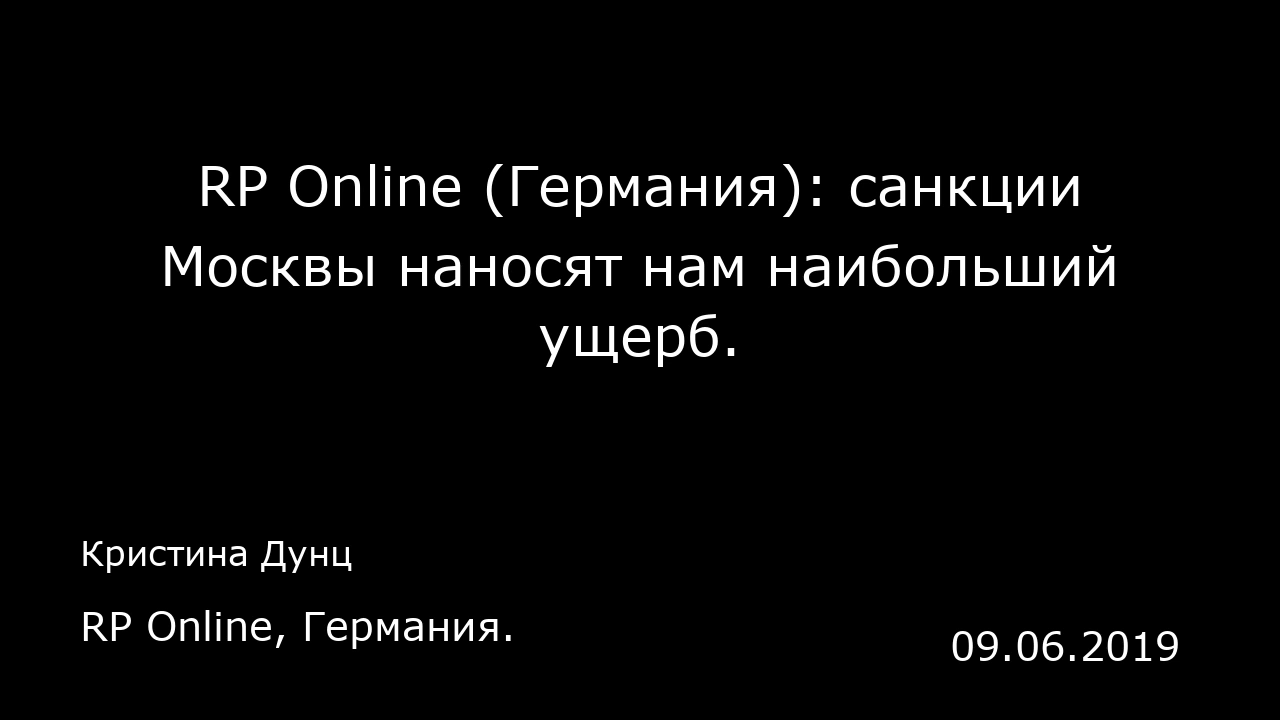 RP Online (Германия): санкции
Москвы наносят нам наибольший
ущерб.
Кристина Дунц
RP Online, Германия.
09.06.2019